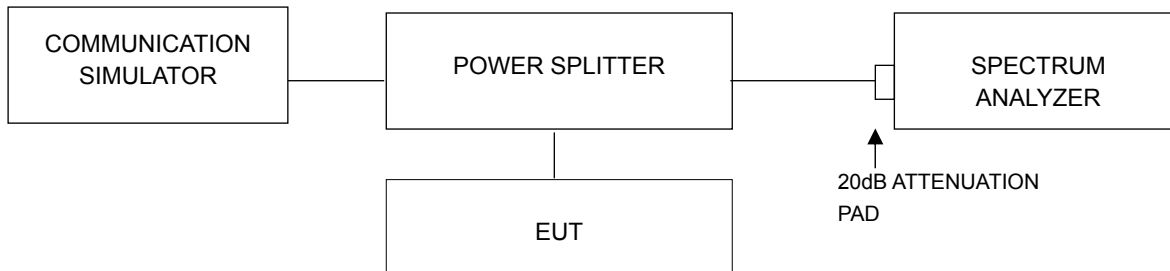 COMMUNICATION
SIMULATOR
POWER SPLITTER
SPECTRUM
ANALYZER
20dB ATTENUATION
PAD
EUT